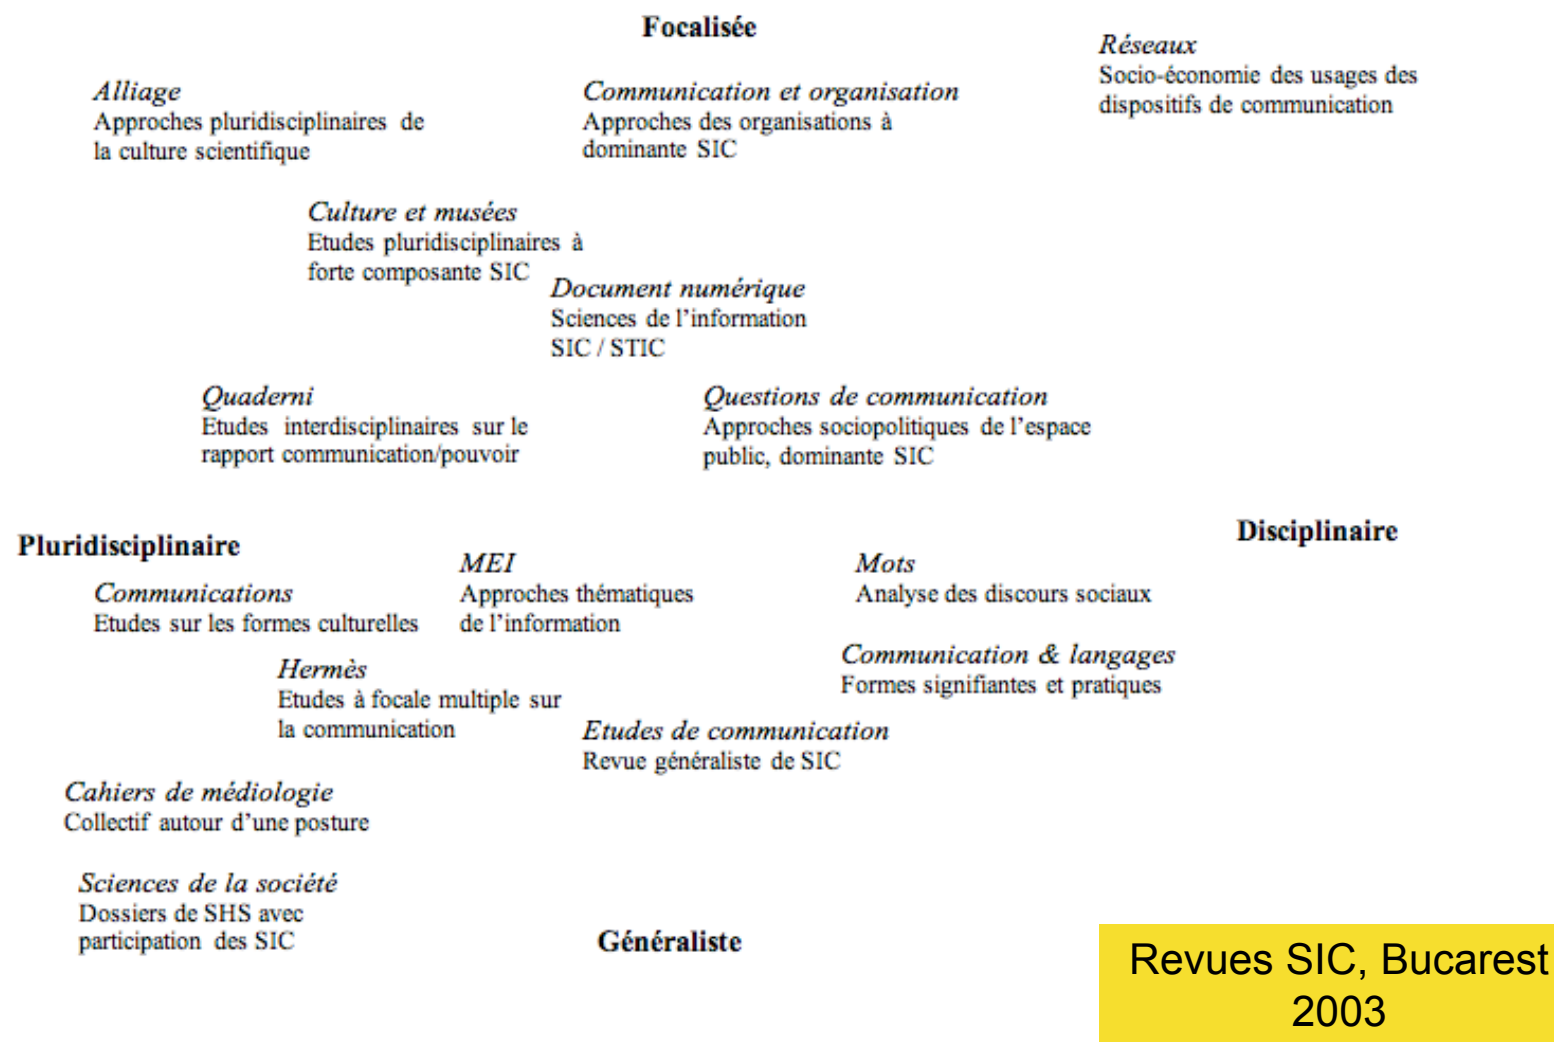 Focalisée
Réseaux
Socio-économie des usages des
dispositifs de communication
Alliage
Approches pluridisciplinaires de
la culture scientifique
Communication et organisation
Approches des organisations à
dominante SIC
Culture et musées
Etudes pluridisciplinaires à
forte composante SIC
Document numérique
Sciences de l'information
SIC / STIC
Quaderni
Etudes interdisciplinaires sur le
rapport communication/pouvoir
Questions de communication
Approches sociopolitiques de l'espace
public, dominante SIC
Pluridisciplinaire
Disciplinaire
Communications
Etudes sur les formes culturelles
MEI
Approches thématiques
de l'information
Mots
Analyse des discours sociaux
Hermès
Etudes à focale multiple sur
la communication
Communication & langages
Formes signifiantes et pratiques
Etudes de communication
Revue généraliste de SIC
Cahiers de médiologie
Collectif autour d'une posture
Sciences de la société
Dossiers de SHS avec
participation des SIC
Généraliste
Revues SIC, Bucarest
2003